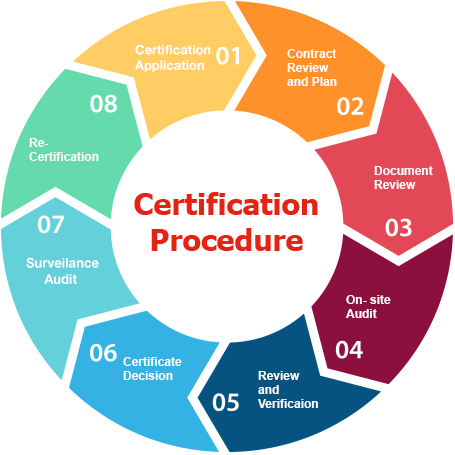 Certification
Procedure
Certification
Application
01
Contract
Review
and Plan
02
Document
Review
03
On- site
Audit
04
Review
and
Verificaion
05
Certificate
Decision
06
Surveilance
Audit
07
Re-
Certification
08